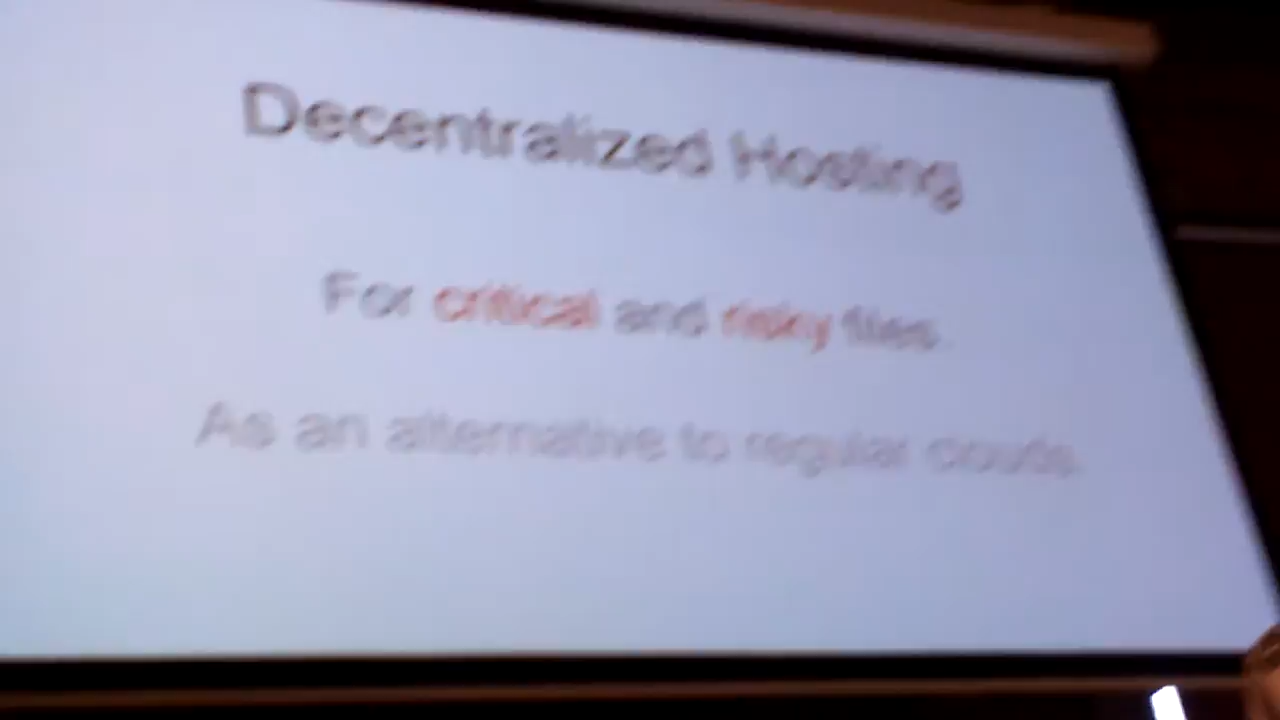 Decentralized Hosting
For critical and risky files
As an alternative to regular clouds